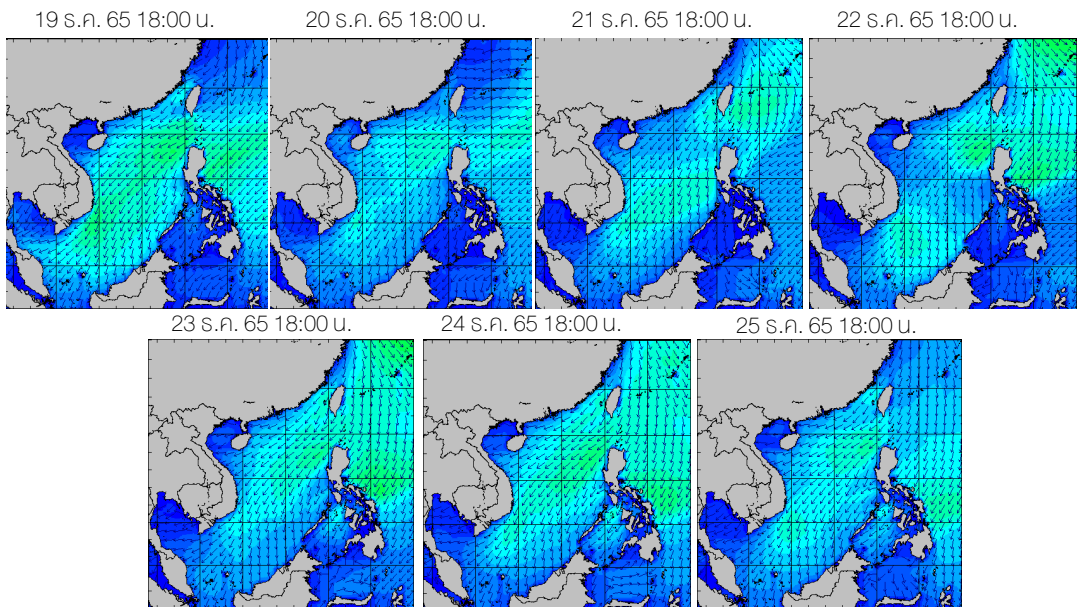 19 ธ.ค. 65 18:00 น.
20 ธ.ค. 65 18:00 น.
21 ธ.ค. 65 18:00 น.
22 ธ.ค. 65 18:00 น.
23 ธ.ค. 65 18:00 น.
24 ธ.ค. 65 18:00 น.
25 ธ.ค. 65 18:00 น.